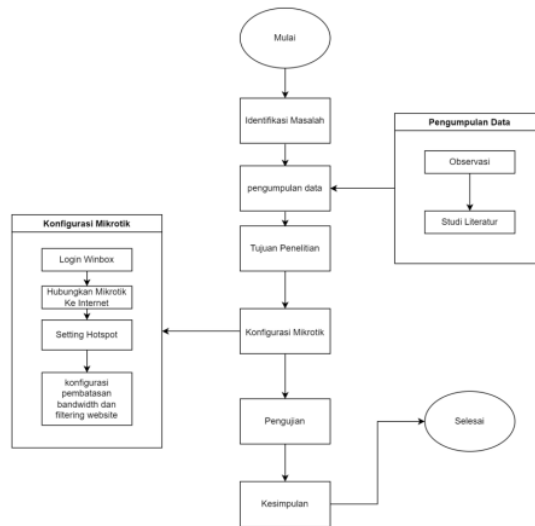 Mulai
Identifikasi Masalah
pengumpulan data
Tujuan Penelitian
Konfigurasi Mikrotik
Pengujian
Kesimpulan
Selesai
Pengumpulan Data
Observasi
Studi Literatur
Konfigurasi Mikrotik
Login Winbox
Hubungkan Mikrotik
Ke Internet
Setting Hotspot
konfigurasi
pembatasan
bandwidth dan
filtering website